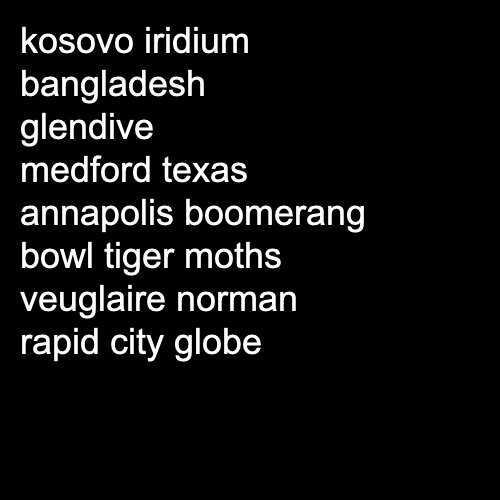 kosovo iridium
bangladesh
glendive
medford texas
annapolis boomerang
bowl tiger moths
veuglaire norman
rapid city globe